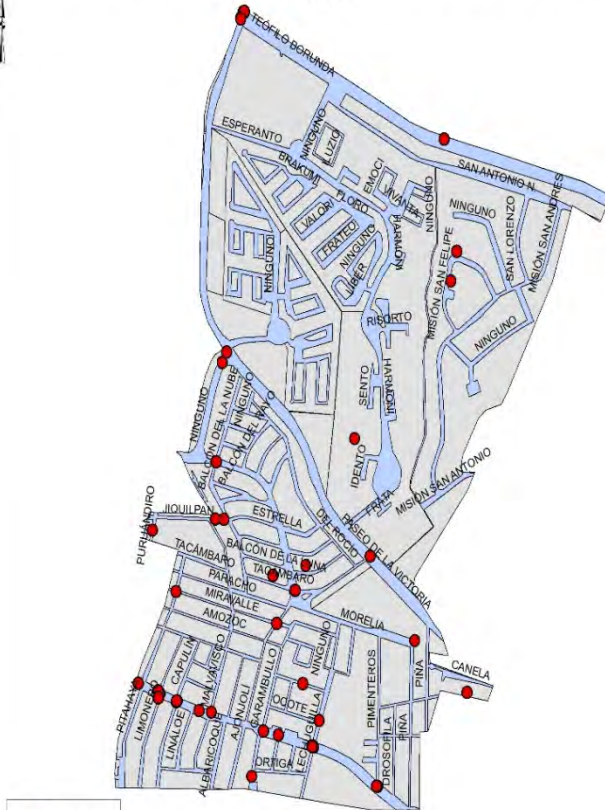 TEÓFILO BORUNDA
ESPERANTO
NINGUNO
LUZIO
SAN ANTONIO N.
BRAKUMI
EMOCI
VIVANTA
FLORO
NINGUNO
NINGUNO
VALORI
FRATEO
NINGUNO
LIBER
HARMONI
SAN LORENZO
MISIÓN SAN ANDRES
MISIÓN SAN FELIPE
NINGUNO
RISORTO
NINGUNO
SENTO
HARMONI
NINGUNO
BALCÓN DE LA NUBE
NINGUNO
BALCÓN DEL RAYO
IDENTO
FRATA
MISIÓN SAN ANTONIO
PURUÁNDIRO
JIQUILPAN
ESTRELLA
DEL ROCÍO
PASEO DE LA VICTORIA
TACÁMBARO
BALCÓN DE LA LUNA
TACÁMBARO
PARACHO
MIRAVALLE
MORELIA
AMOZOC
CAPULÍN
MALVAVISCO
NINGUNO
PIÑA
CANELA
PITAHAYA
LIMONERO
LINALOE
ALBARICOQUE
AJONJOLÍ
GARAMBULLO
OCOTE
LECHUGUILLA
PIMENTEROS
PIÑA
DROSOFILA
ORTIGA